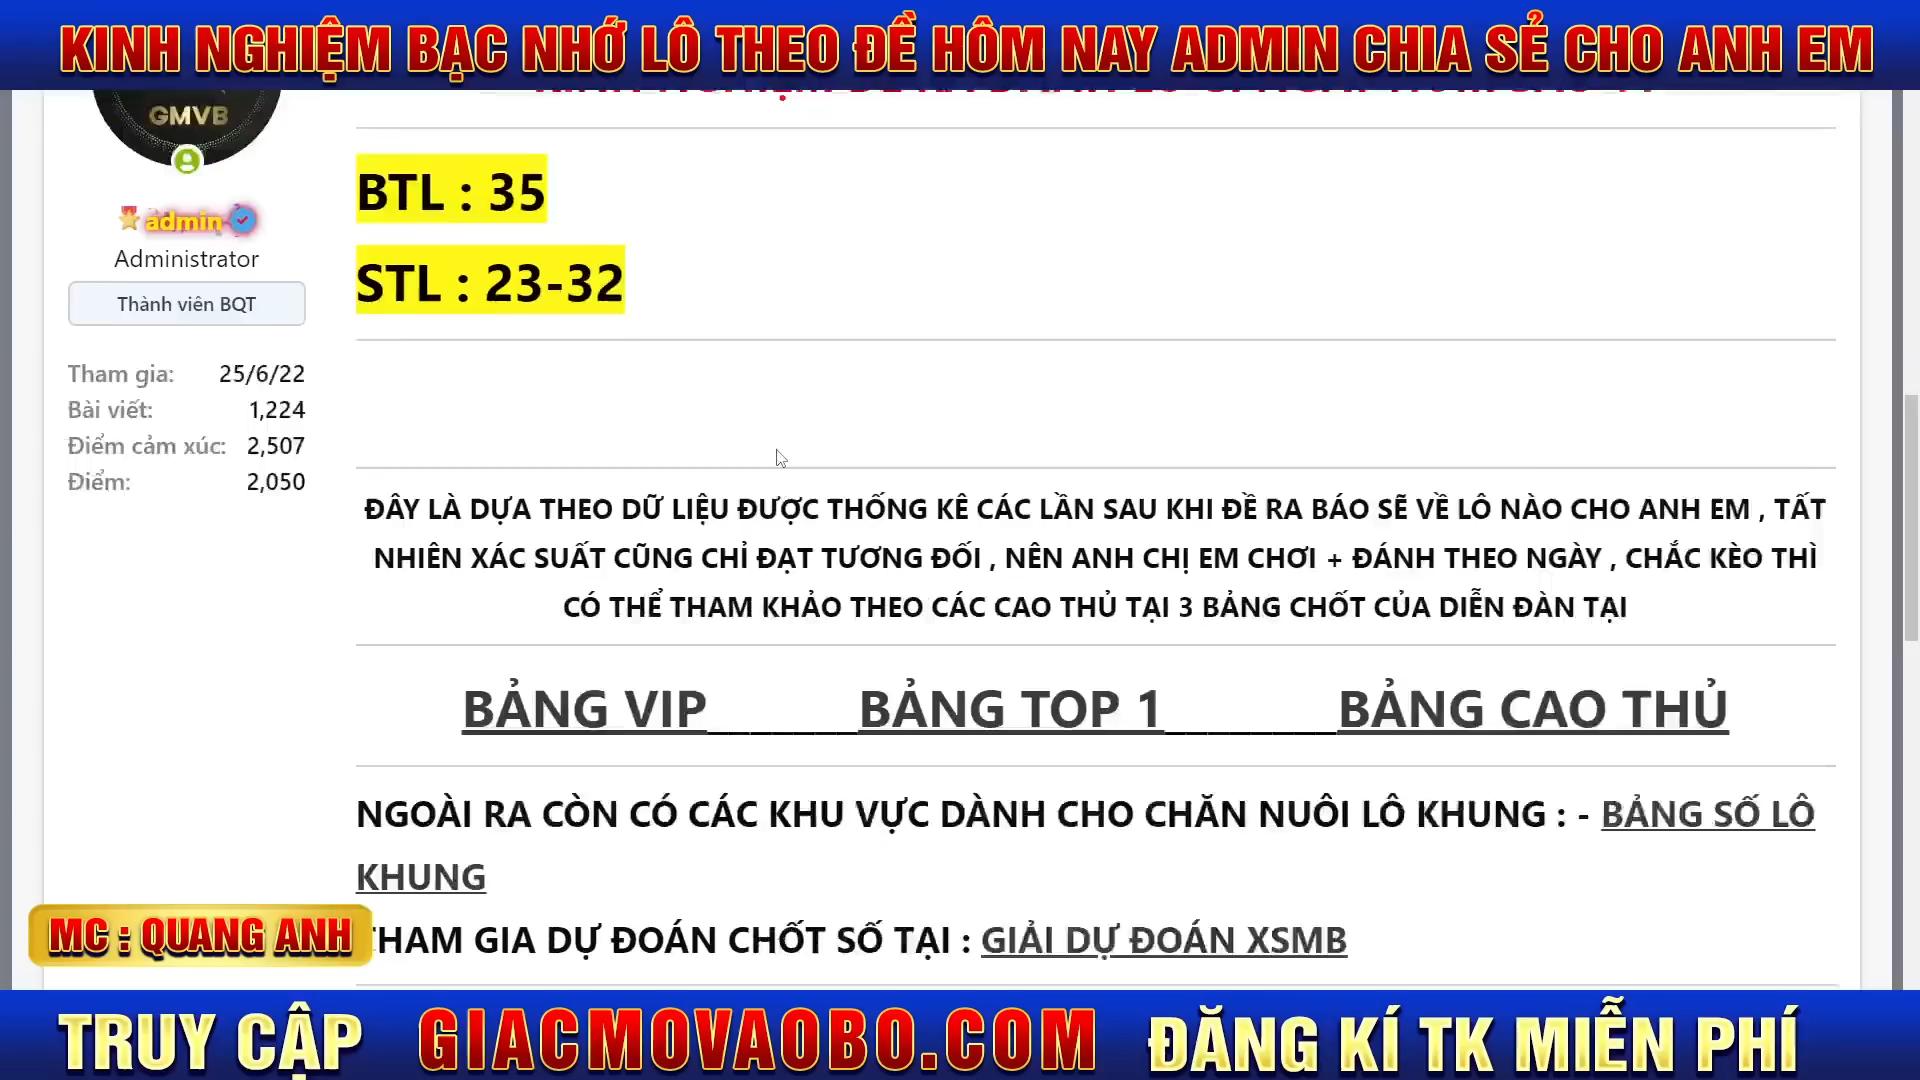 KINH NGHIỆM BẠC NHỚ LÔ THEO ĐỀ HÔM NAY ADMIN CHIA SẺ CHO ANH EM
GMVB
admin
Administrator
Thành viên BQT
Tham gia: 25/6/22
Bài viết: 1,224
Điểm cảm xúc: 2,507
Điểm: 2,050
BTL : 35
STL : 23-32
ĐÂY LÀ DỰA THEO DỮ LIỆU ĐƯỢC THỐNG KÊ CÁC LẦN SAU KHI ĐỀ RA BÁO SẼ VỀ LÔ NÀO CHO ANH EM , TẤT
NHIÊN XÁC SUẤT CŨNG CHỈ ĐẠT TƯƠNG ĐỐI , NÊN ANH CHỊ EM CHƠI + ĐÁNH THEO NGÀY , CHẮC KÈO THÌ
CÓ THỂ THAM KHẢO THEO CÁC CAO THỦ TẠI 3 BẢNG CHỐT CỦA DIỄN ĐÀN TẠI
BẢNG VIP_______BẢNG TOP 1________BẢNG CAO THỦ
NGOÀI RA CÒN CÓ CÁC KHU VỰC DÀNH CHO CHĂN NUÔI LÔ KHUNG : - BẢNG SỐ LÔ
KHUNG
THAM GIA DỰ ĐOÁN CHỐT SỐ TẠI : GIẢI DỰ ĐOÁN XSMB
MC : QUANG ANH
TRUY CẬP GIACMOVAOBO.COM ĐĂNG KÍ TK MIỄN PHÍ